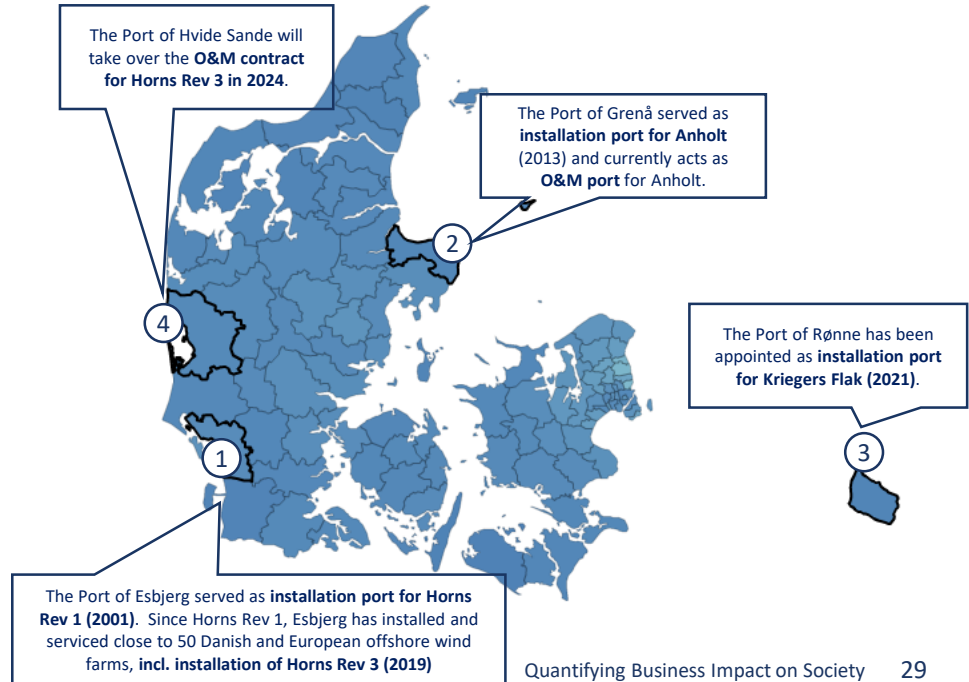 The Port of Hvide Sande will
take over the O&M contract
for Horns Rev 3 in 2024.
The Port of Grenå served as
installation port for Anholt
(2013) and currently acts as
O&M port for Anholt.
2
4
The Port of Rønne has been
appointed as installation port
for Kriegers Flak (2021).
3
1
The Port of Esbjerg served as installation port for Horns
Rev 1 (2001). Since Horns Rev 1, Esbjerg has installed and
serviced close to 50 Danish and European offshore wind
farms, incl. installation of Horns Rev 3 (2019)
Quantifying Business Impact on Society 29